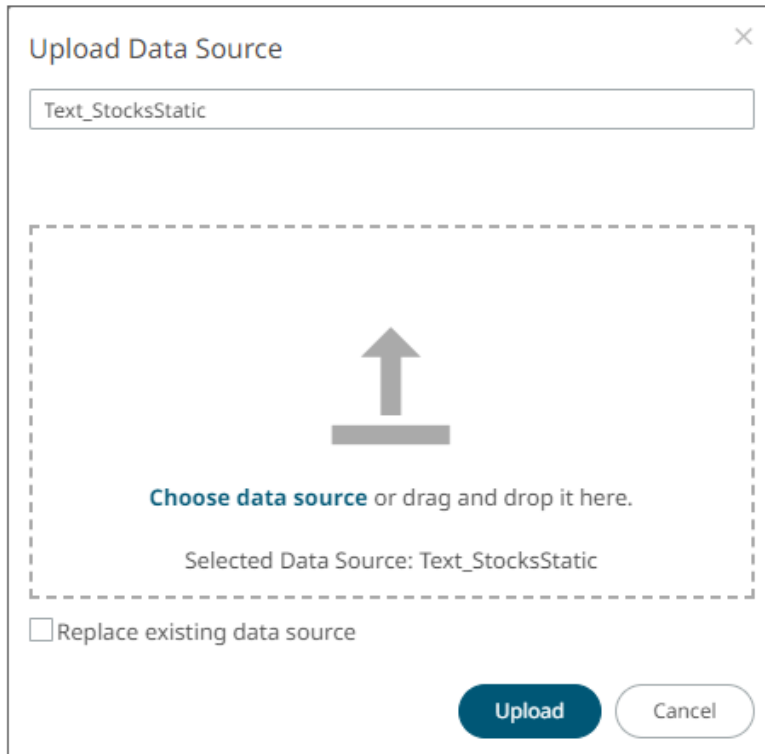 Upload Data Source
Text_StocksStatic
Choose data source or drag and drop it here.
Selected Data Source: Text_StocksStatic
Replace existing data source
Upload Cancel